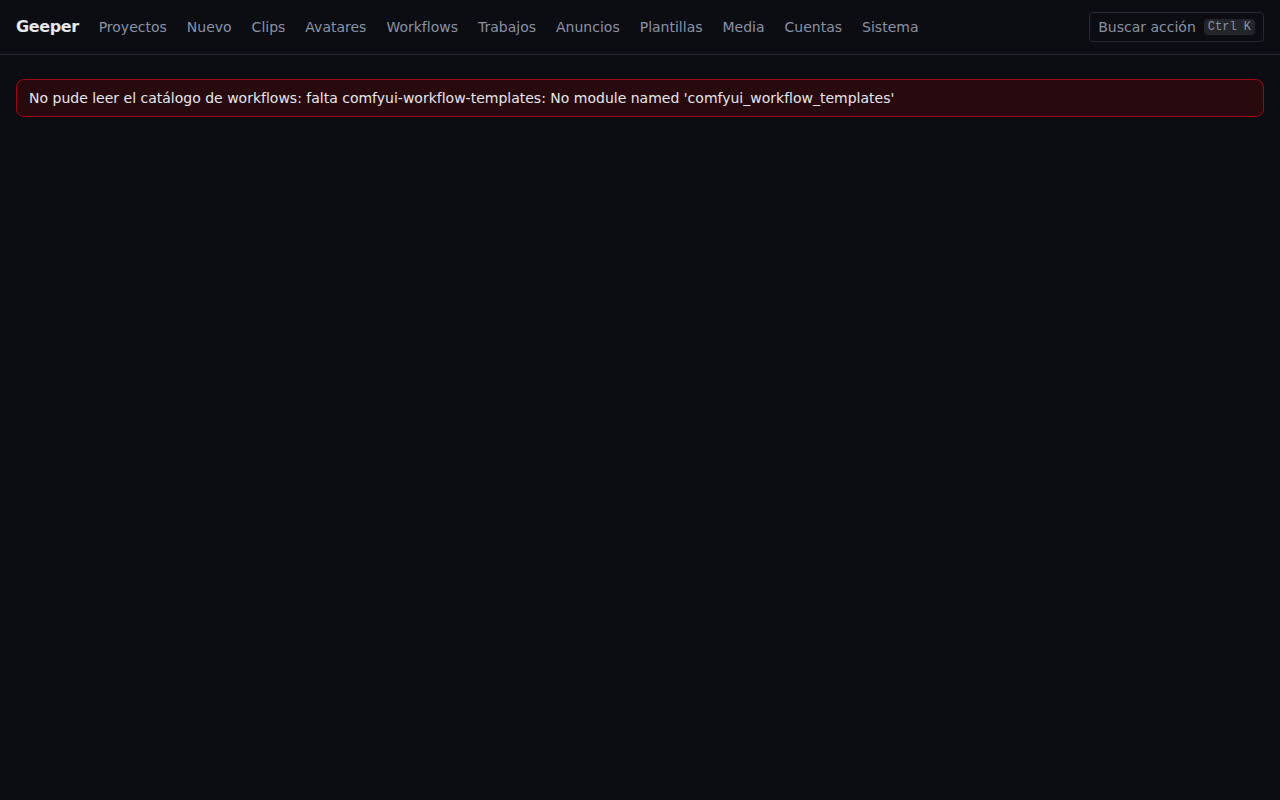 Geeper Proyectos Nuevo Clips Avatares Workflows Trabajos Anuncios Plantillas Media Cuentas Sistema Buscar acción Ctrl K
No pude leer el catálogo de workflows: falta comfyui-workflow-templates: No module named 'comfyui_workflow_templates'